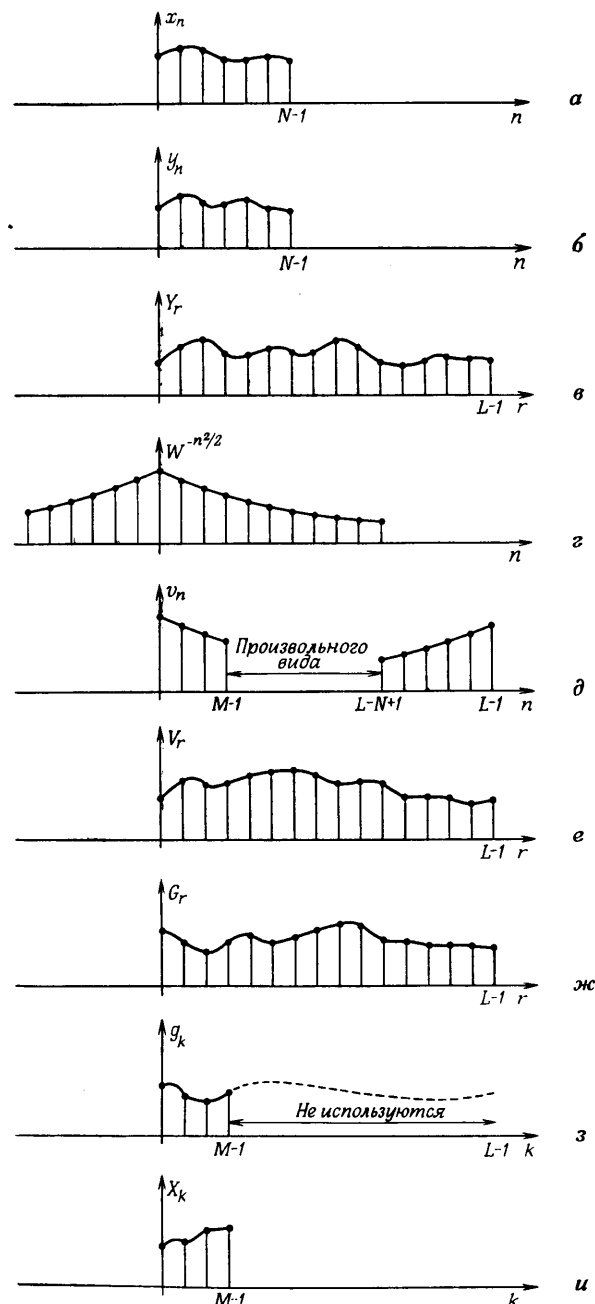 x_n
N-1
n
а
y_n
N-1
n
б
Y_r
L-1 r
в
W^{-n²/2}
n
г
v_n
Произвольного
вида
M-1
L-N+1
L-1 n
д
V_r
L-1 r
е
G_r
L-1 r
ж
g_k
Не используются
M-1
L-1 k
з
X_k
M-1
k
и